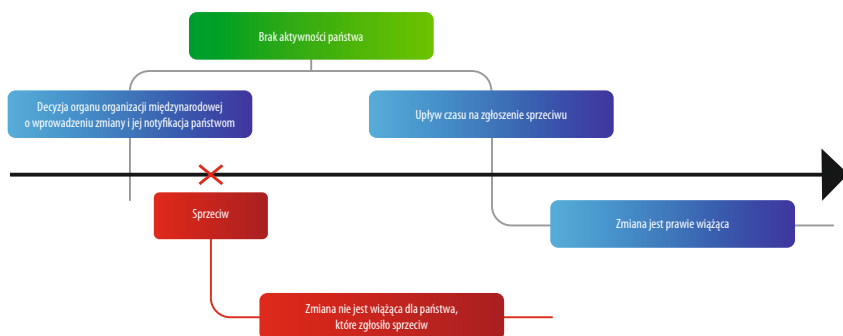 Brak aktywności państwa
Decyzja organu organizacji międzynarodowej
o wprowadzeniu zmiany i jej notyfikacja państwom
Upływ czasu na zgłoszenie sprzeciwu
Sprzeciw
Zmiana jest prawie wiążąca
Zmiana nie jest wiążąca dla państwa,
które zgłosiło sprzeciw